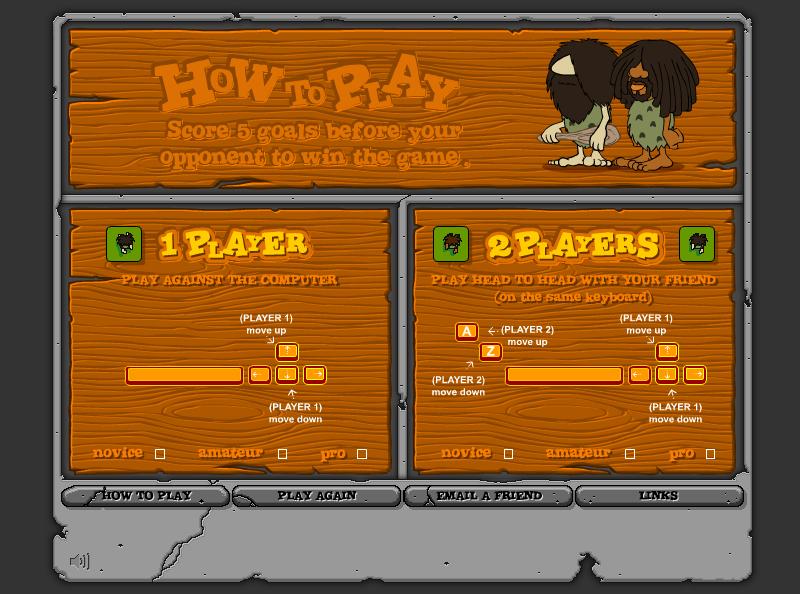 How To Play
Score 5 goals before your
opponent to win the game.
1 PLAYER
PLAY AGAINST THE COMPUTER
(PLAYER 1)
move up
(PLAYER 1)
move down
novice
amateur
pro
2 PLAYERS
PLAY HEAD TO HEAD WITH YOUR FRIEND
(on the same keyboard)
A
(PLAYER 2)
move up
Z
(PLAYER 2)
move down
(PLAYER 1)
move up
(PLAYER 1)
move down
novice
amateur
pro
HOW TO PLAY
PLAY AGAIN
EMAIL A FRIEND
LINKS